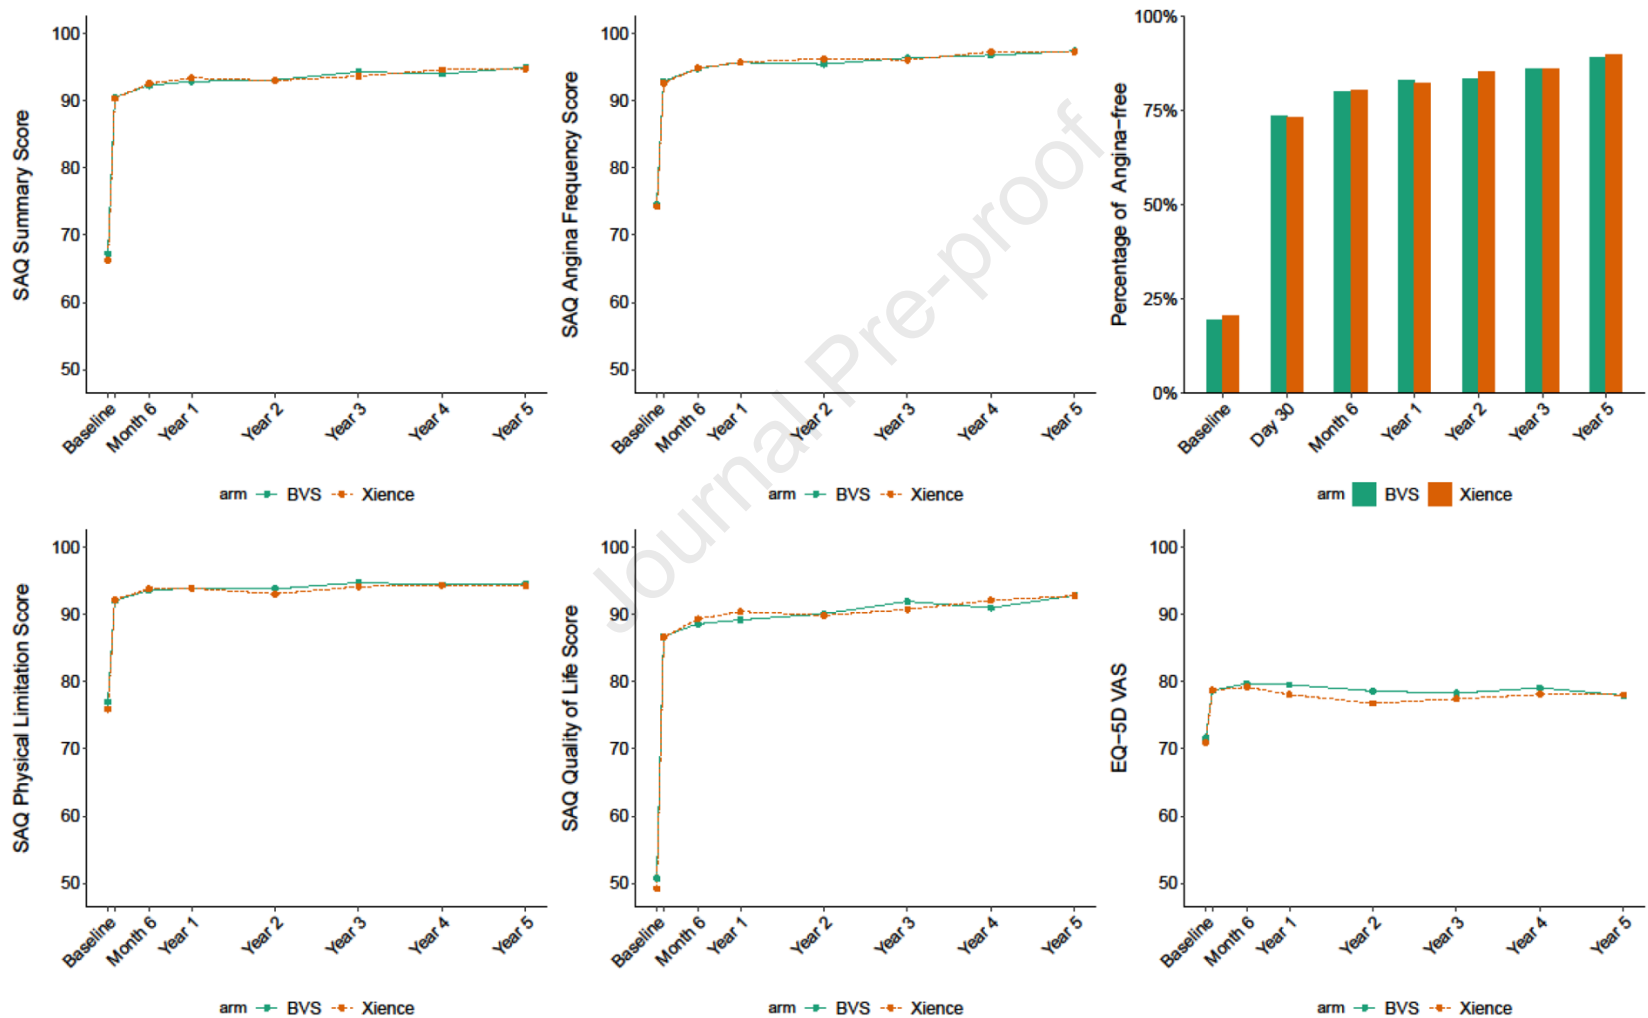 SAQ Summary Score
100
90
80
70
60
50
Baseline
Month 6
Year 1
Year 2
Year 3
Year 4
Year 5
arm BVS Xience
SAQ Angina Frequency Score
100
90
80
70
60
50
Baseline
Month 6
Year 1
Year 2
Year 3
Year 4
Year 5
arm BVS Xience
Percentage of Angina-free
100%
75%
50%
25%
0%
Baseline
Day 30
Month 6
Year 1
Year 2
Year 3
Year 5
arm BVS Xience
Journal Pre-proof
SAQ Physical Limitation Score
100
90
80
70
60
50
Baseline
Month 6
Year 1
Year 2
Year 3
Year 4
Year 5
arm BVS Xience
SAQ Quality of Life Score
100
90
80
70
60
50
Baseline
Month 6
Year 1
Year 2
Year 3
Year 4
Year 5
arm BVS Xience
EQ-5D VAS
100
90
80
70
60
50
Baseline
Month 6
Year 1
Year 2
Year 3
Year 4
Year 5
arm BVS Xience